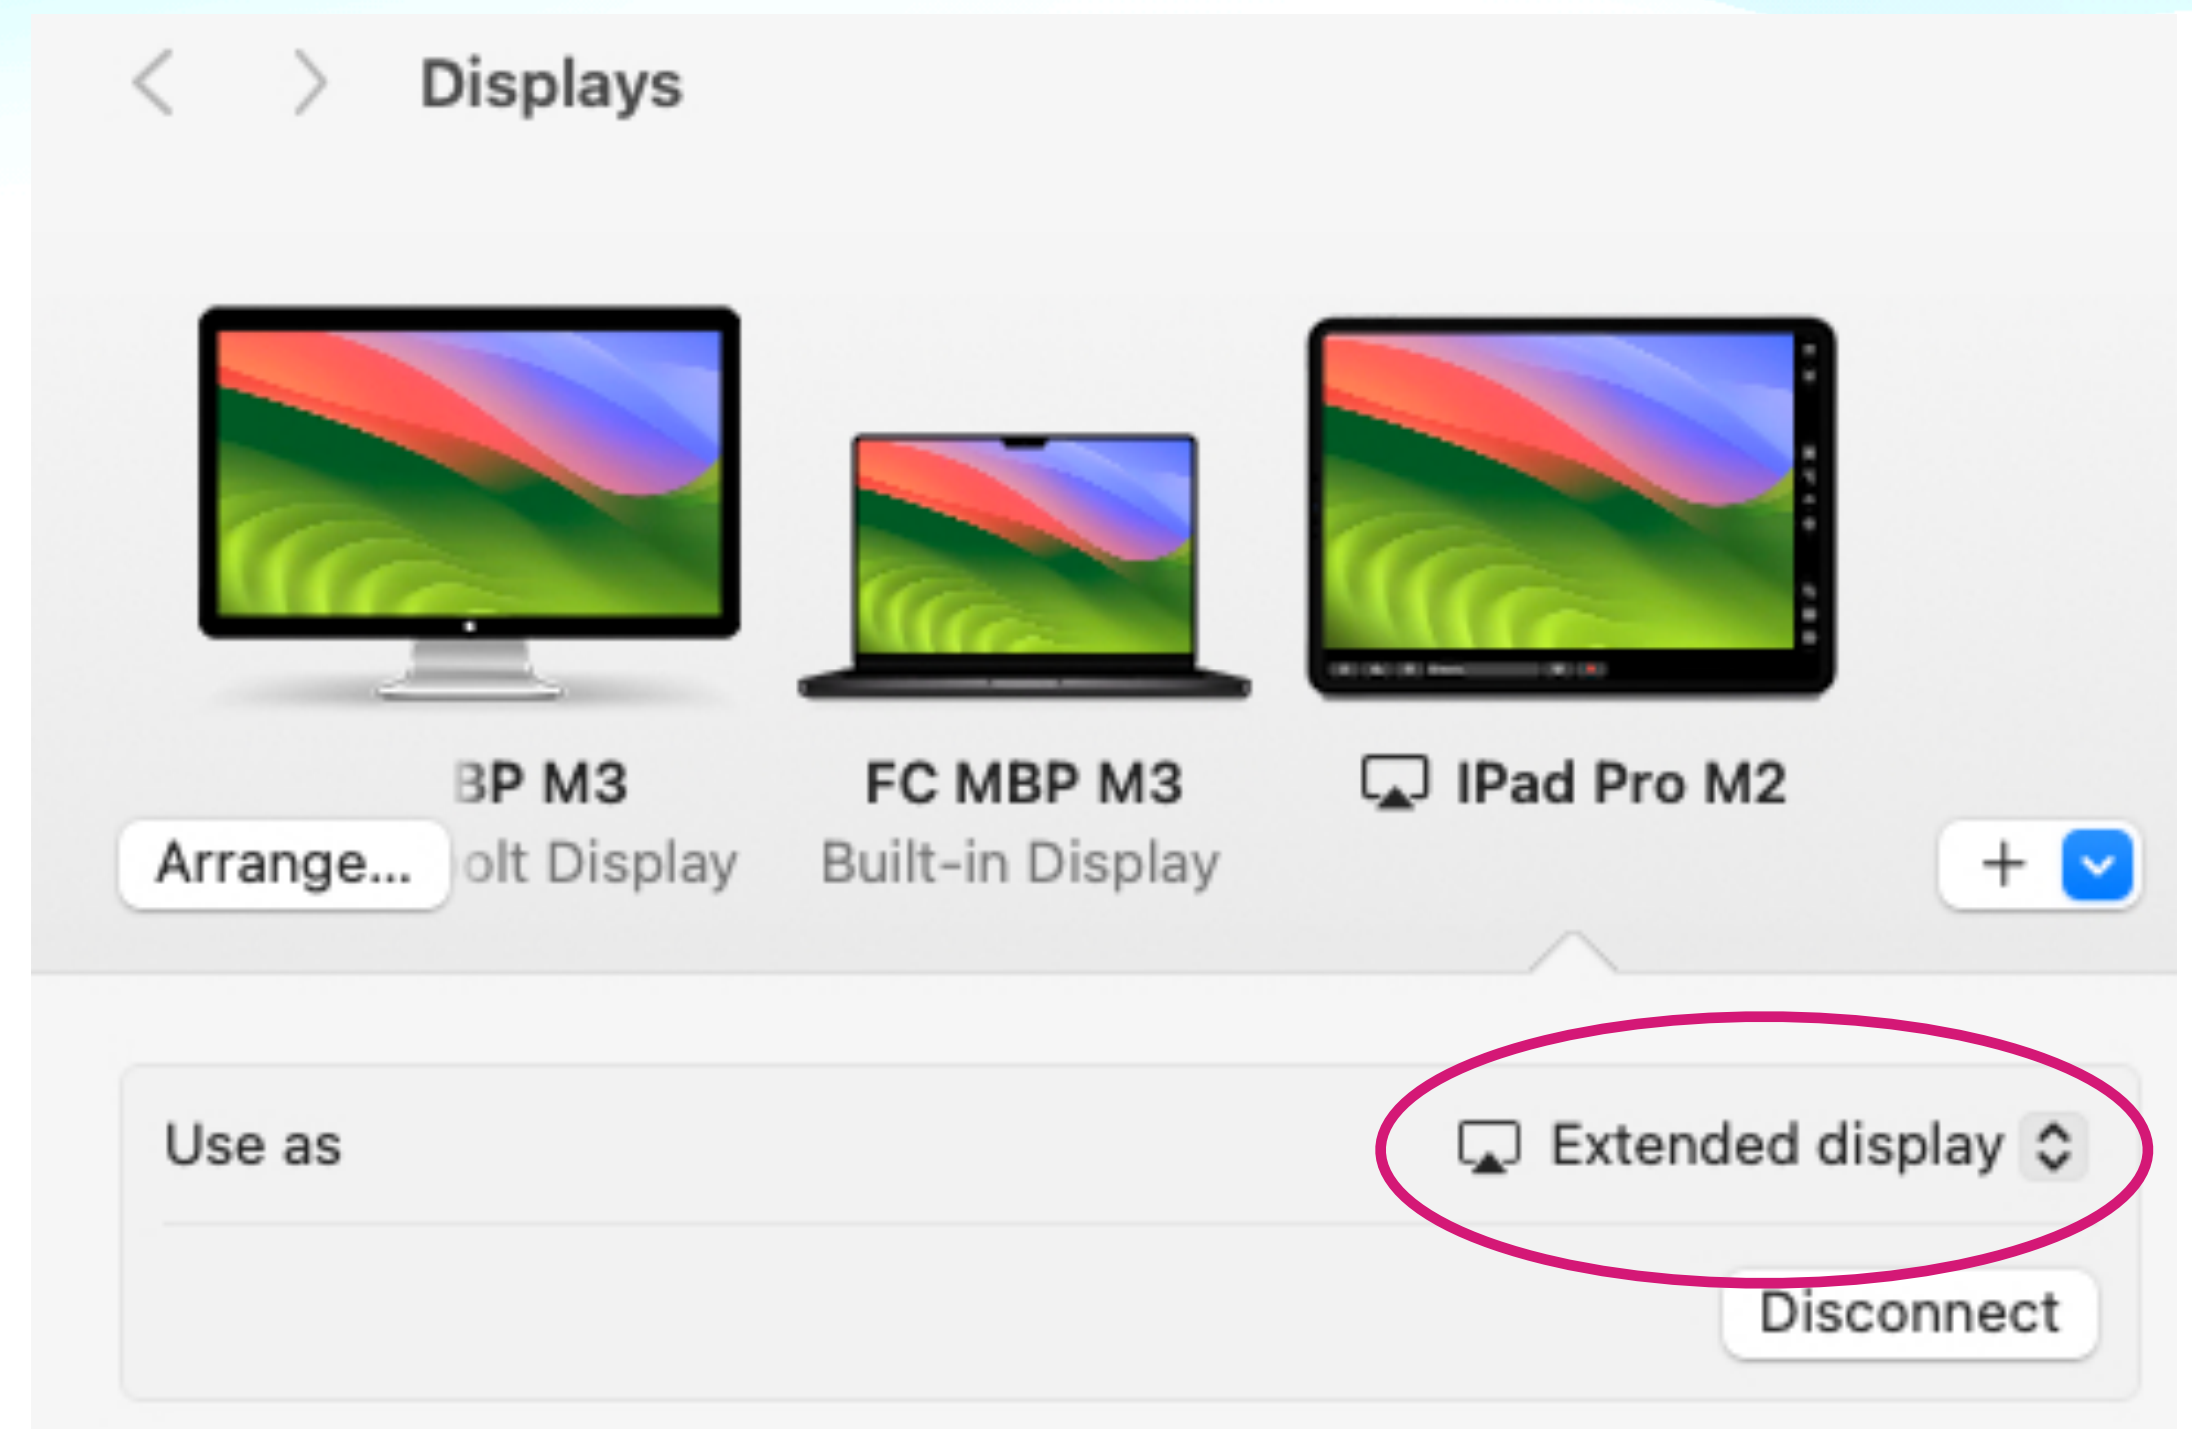 Displays
BP M3
FC MBP M3
IPad Pro M2
Arrange...
olt Display
Built-in Display
+
Use as
Extended display
Disconnect